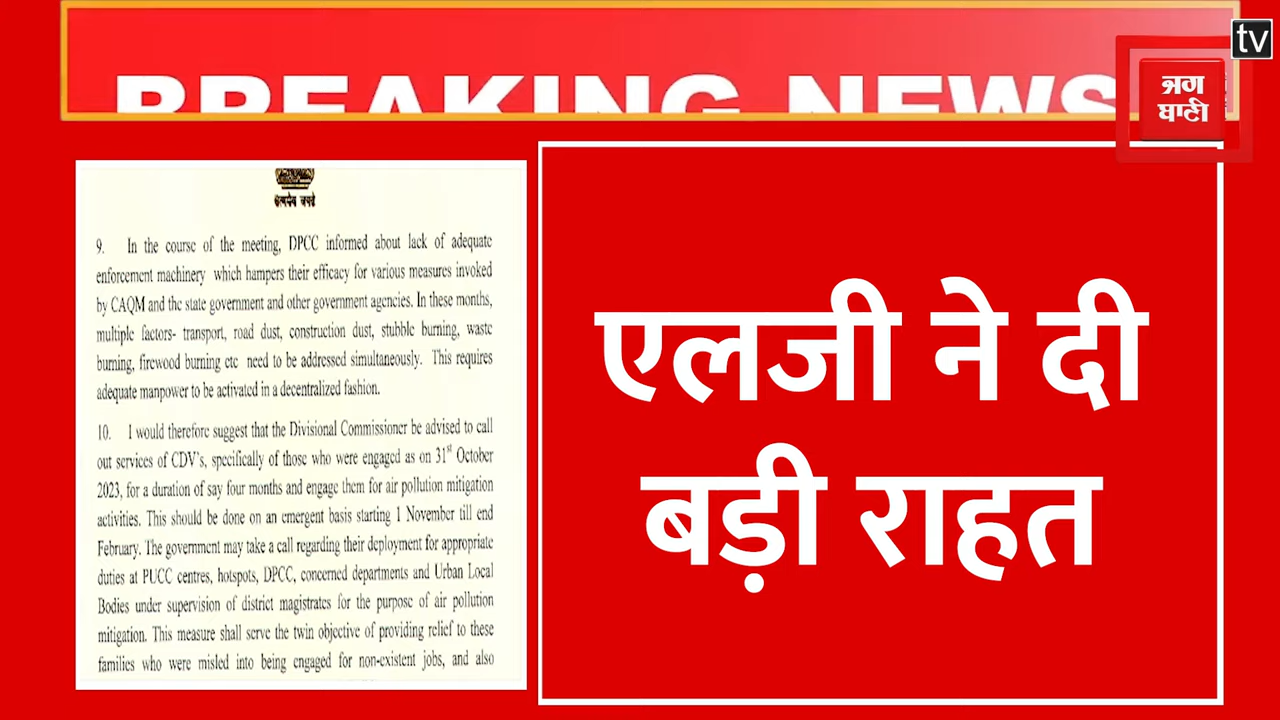 BREAKING NEWS
tv
ਜਗ
ਬਾਣੀ
सत्यमेव जयते
9. In the course of the meeting, DPCC informed about lack of adequate
enforcement machinery which hampers their efficacy for various measures invoked
by CAQM and the state government and other government agencies. In these months,
multiple factors- transport, road dust, construction dust, stubble burning, waste
burning, firewood burning etc need to be addressed simultaneously. This requires
adequate manpower to be activated in a decentralized fashion.
10. I would therefore suggest that the Divisional Commissioner be advised to call
out services of CDV's, specifically of those who were engaged as on 31st October
2023, for a duration of say four months and engage them for air pollution mitigation
activities. This should be done on an emergent basis starting 1 November till end
February. The government may take a call regarding their deployment for appropriate
duties at PUCC centres, hotspots, DPCC, concerned departments and Urban Local
Bodies under supervision of district magistrates for the purpose of air pollution
mitigation. This measure shall serve the twin objective of providing relief to these
families who were misled into being engaged for non-existent jobs, and also
एलजी ने दी
बड़ी राहत